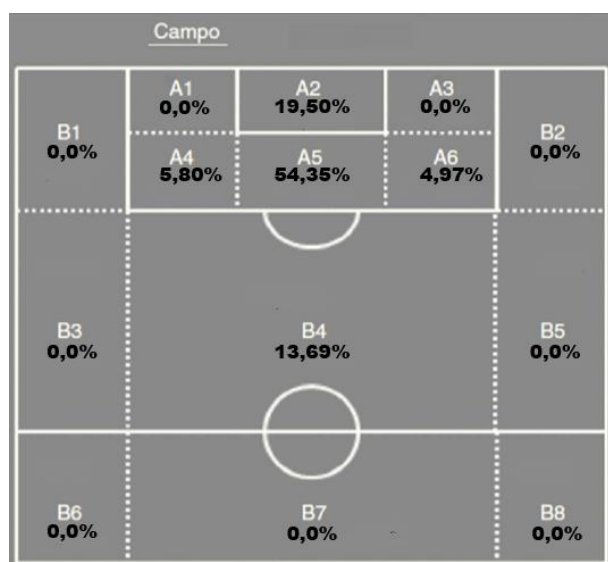 Campo
A1
0,0%
A2
19,50%
A3
0,0%
B1
0,0%
B2
0,0%
A4
5,80%
A5
54,35%
A6
4,97%
B3
0,0%
B4
13,69%
B5
0,0%
B6
0,0%
B7
0,0%
B8
0,0%